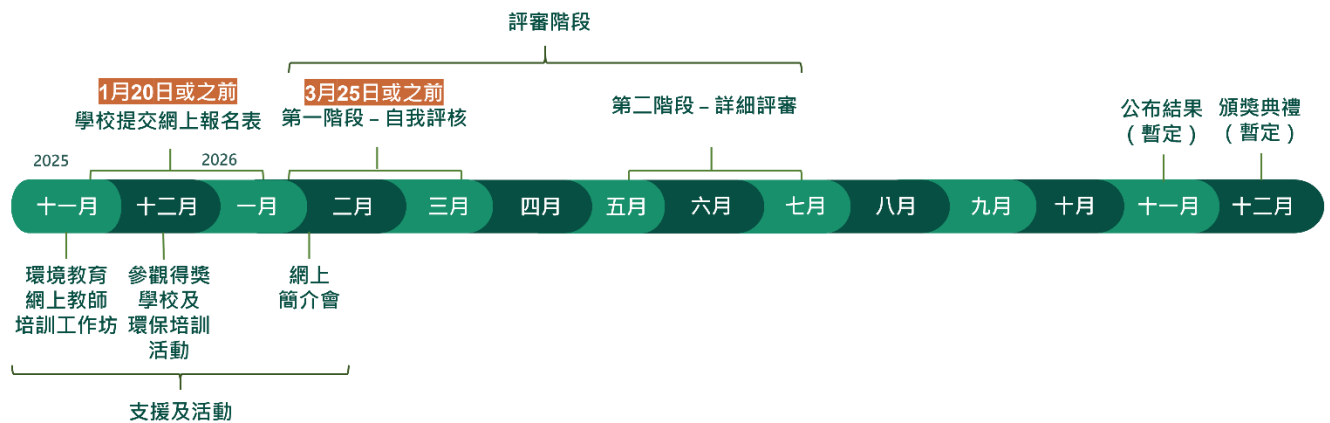 評審階段
1月20日或之前
學校提交網上報名表
3月25日或之前
第一階段 – 自我評核
第二階段 – 詳細評審
公布結果
（暫定）
頒獎典禮
（暫定）
2025
2026
十一月
十二月
一月
二月
三月
四月
五月
六月
七月
八月
九月
十月
十一月
十二月
環境教育
網上教師
培訓工作坊
參觀得獎
學校及
環保培訓
活動
網上
簡介會
支援及活動